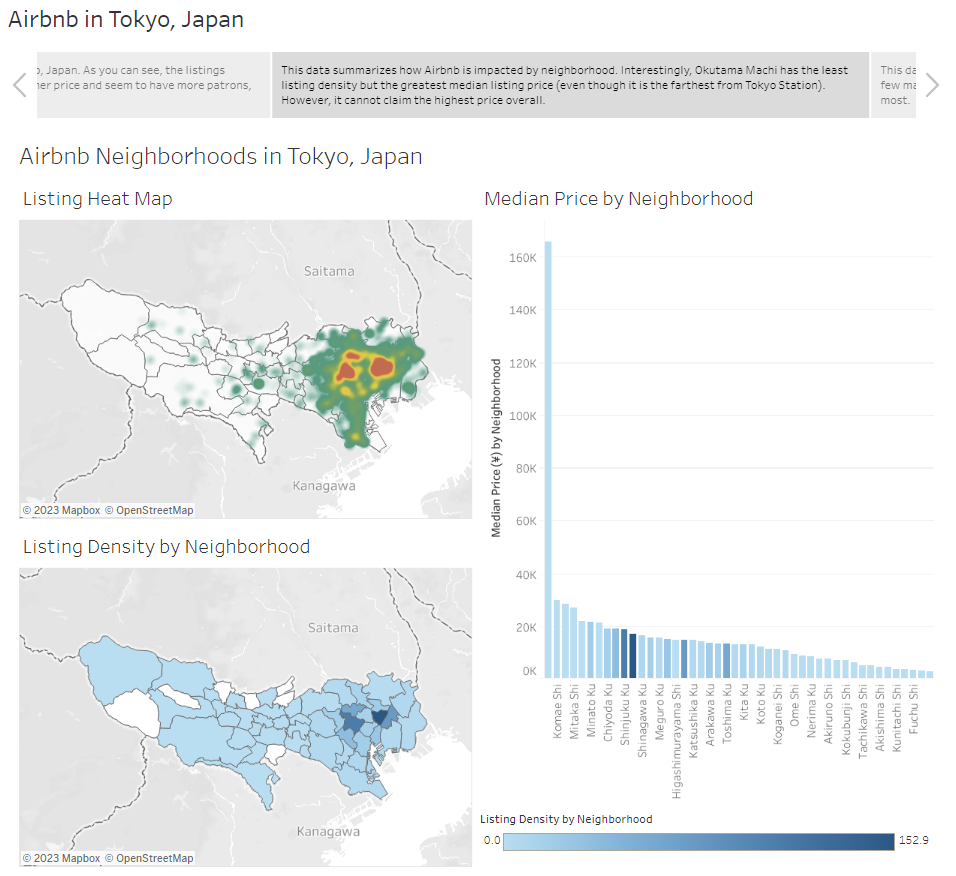 Airbnb in Tokyo, Japan
o, Japan. As you can see, the listings
her price and seem to have more patrons,
This data summarizes how Airbnb is impacted by neighborhood. Interestingly, Okutama Machi has the least
listing density but the greatest median listing price (even though it is the farthest from Tokyo Station).
However, it cannot claim the highest price overall.
This da
few ma
most.
Airbnb Neighborhoods in Tokyo, Japan
Listing Heat Map
Saitama
Kanagawa
© 2023 Mapbox © OpenStreetMap
Listing Density by Neighborhood
Saitama
Kanagawa
© 2023 Mapbox © OpenStreetMap
Median Price by Neighborhood
Median Price (¥) by Neighborhood
160K
140K
120K
100K
80K
60K
40K
20K
0K
Komae Shi
Mitaka Shi
Minato Ku
Chiyoda Ku
Shinjuku Ku
Shinagawa Ku
Meguro Ku
Higashimurayama Shi
Katsushika Ku
Arakawa Ku
Toshima Ku
Kita Ku
Koto Ku
Koganei Shi
Ome Shi
Nerima Ku
Akiruno Shi
Kokubunji Shi
Tachikawa Shi
Akishima Shi
Kunitachi Shi
Fuchu Shi
Listing Density by Neighborhood
0.0
152.9